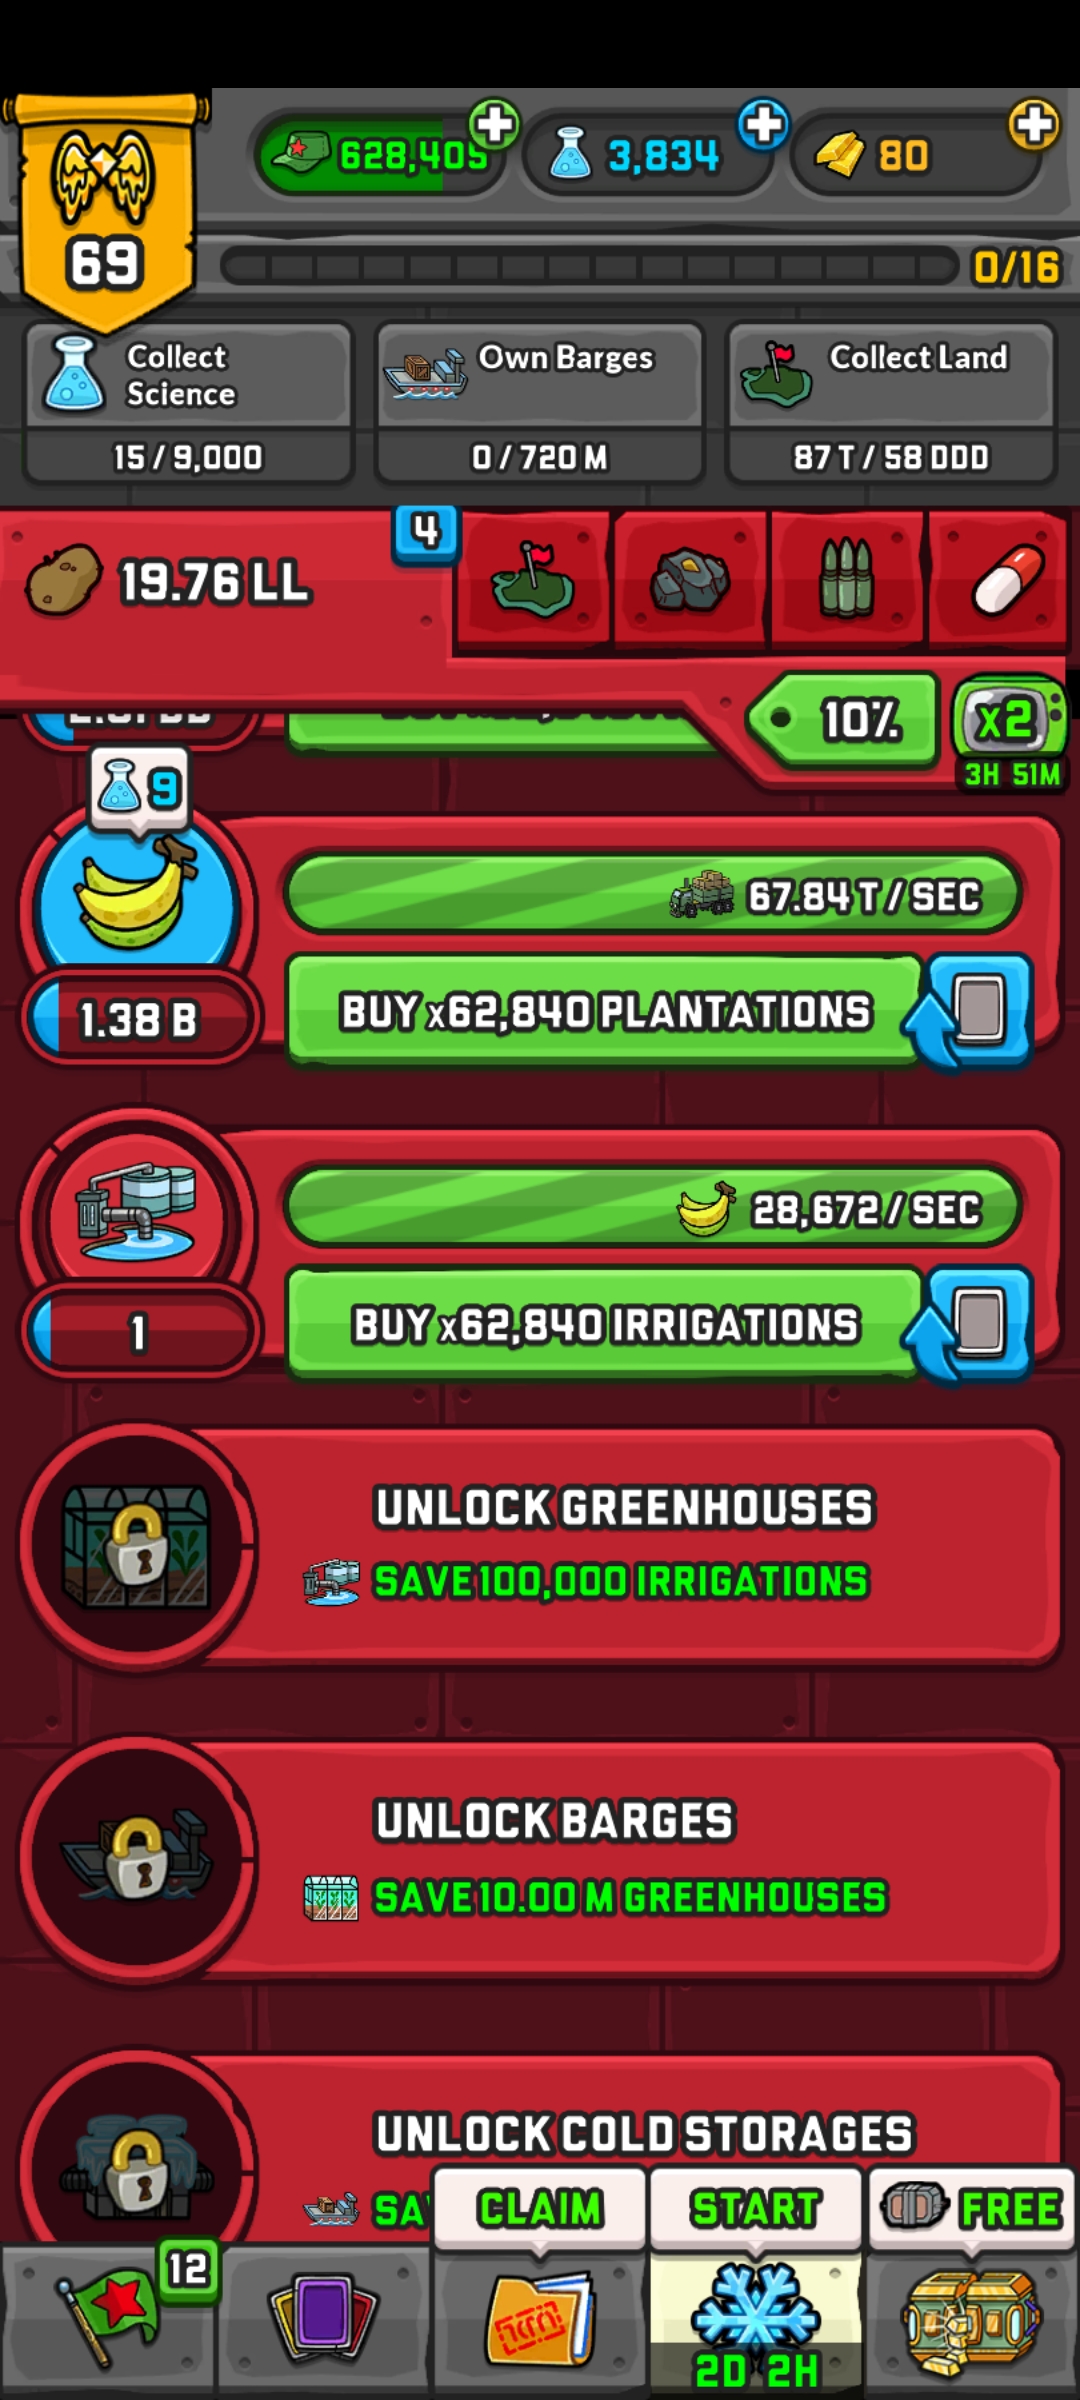 628,405
3,834
80
69
0/16
Collect
Science
15 / 9,000
Own Barges
0 / 720 M
Collect Land
87 T / 58 DDD
19.76 LL
4
10%
x2
3H 51M
9
67.84 T / SEC
1.38 B
BUY x62,840 PLANTATIONS
28,672 / SEC
1
BUY x62,840 IRRIGATIONS
UNLOCK GREENHOUSES
SAVE 100,000 IRRIGATIONS
UNLOCK BARGES
SAVE 10.00 M GREENHOUSES
UNLOCK COLD STORAGES
CLAIM
START
FREE
12
2D 2H